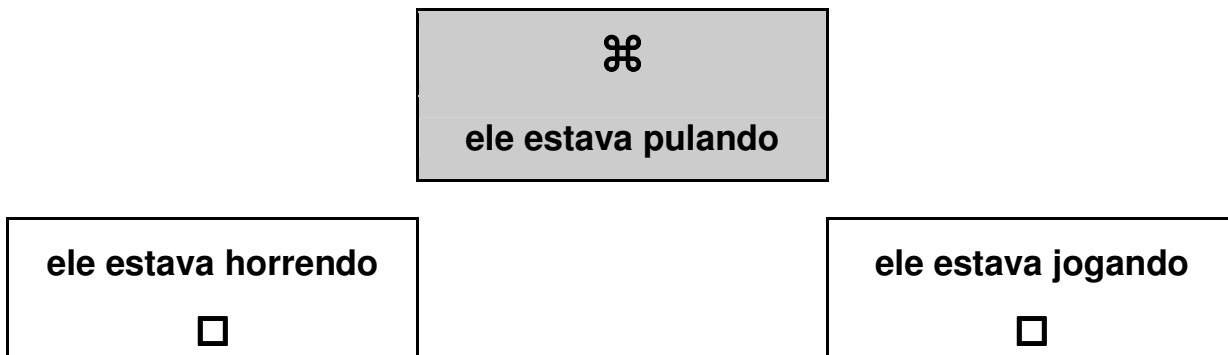 ⌘
ele estava pulando
ele estava horrendo
ele estava jogando